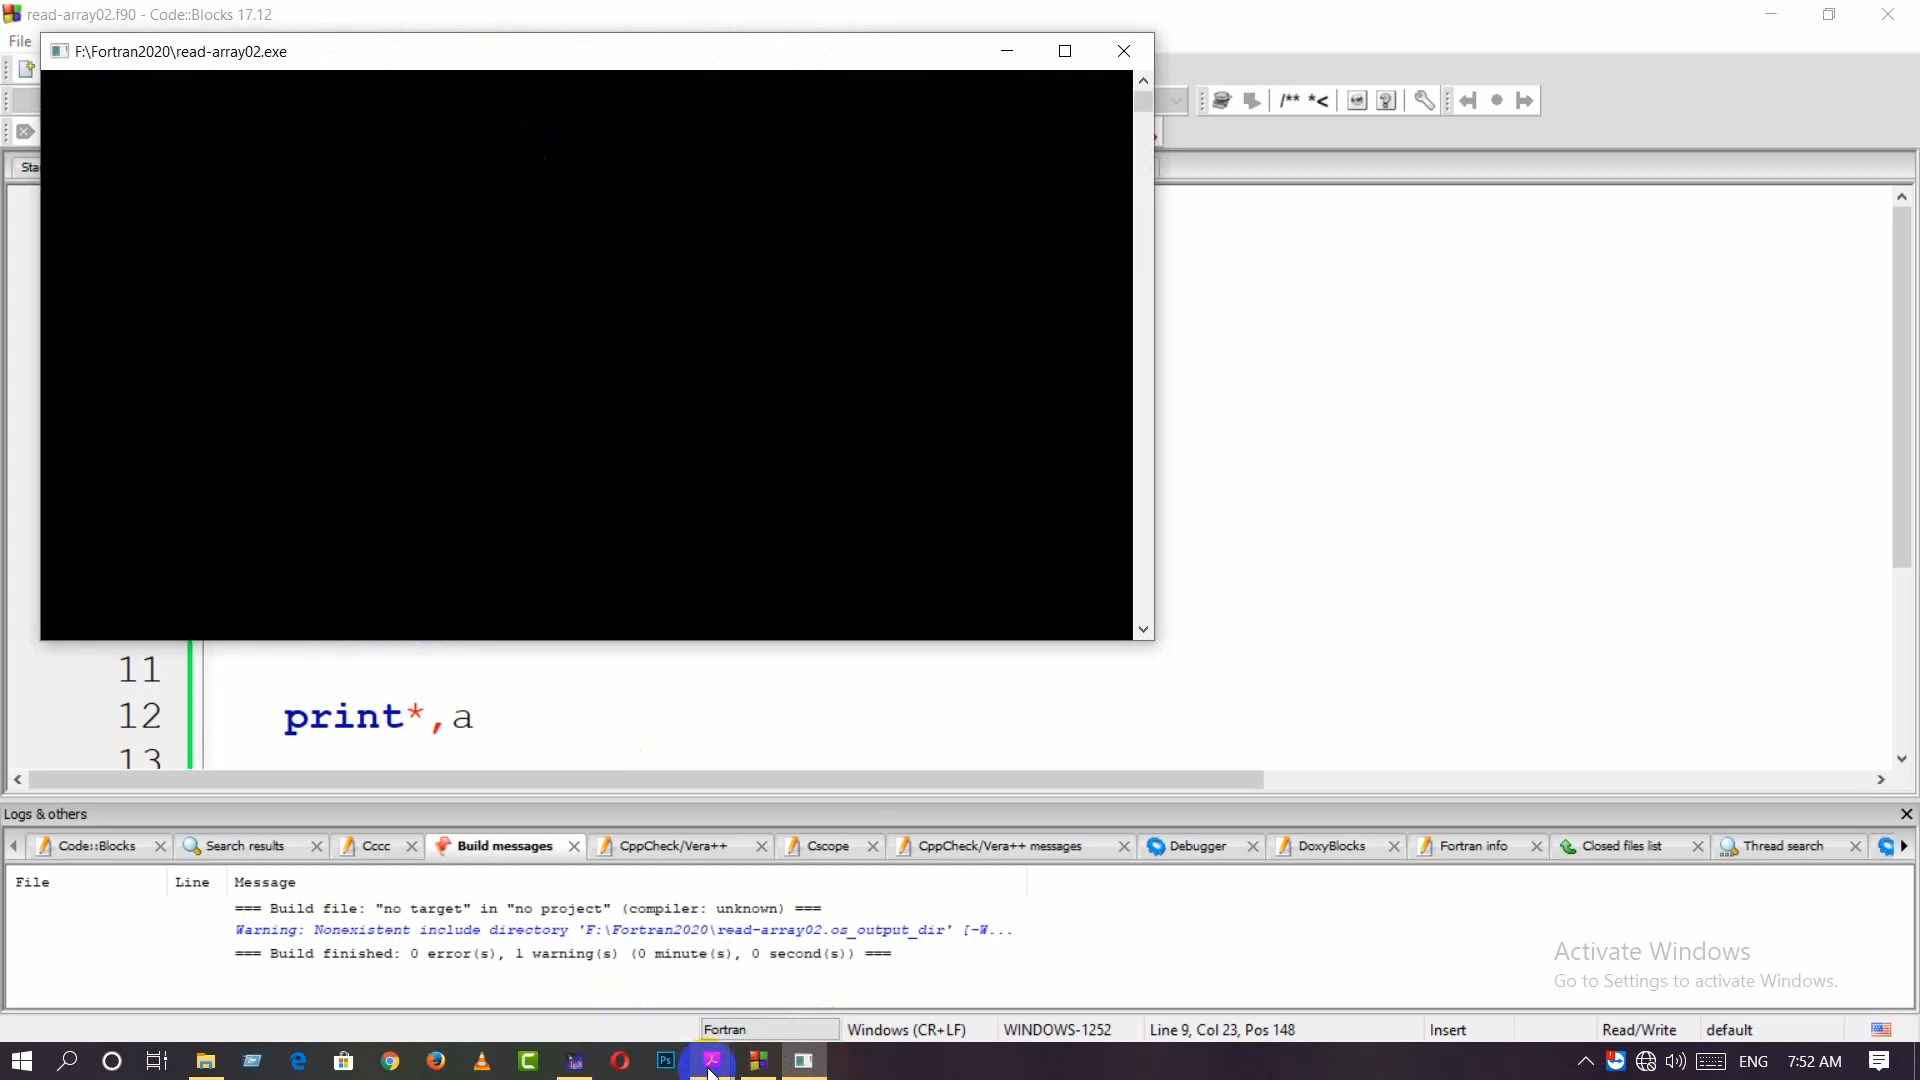 read-array02.f90 - Code::Blocks 17.12
File
F:\Fortran2020\read-array02.exe
/** *<
Sta
11
12 print*,a
13
Logs & others
Code::Blocks Search results Cccc Build messages CppCheck/Vera++ Cscope CppCheck/Vera++ messages Debugger DoxyBlocks Fortran info Closed files list Thread search
File Line Message
=== Build file: "no target" in "no project" (compiler: unknown) ===
Warning: Nonexistent include directory 'F:\Fortran2020\read-array02.os_output_dir' [-W...
=== Build finished: 0 error(s), 1 warning(s) (0 minute(s), 0 second(s)) ===
Activate Windows
Go to Settings to activate Windows.
Fortran Windows (CR+LF) WINDOWS-1252 Line 9, Col 23, Pos 148 Insert Read/Write default
Ps
ENG 7:52 AM